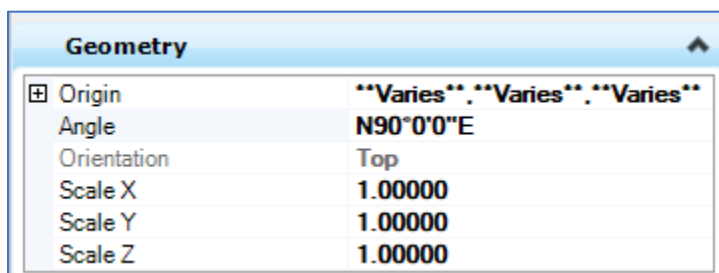 Geometry
Origin **Varies**,**Varies**,**Varies**
Angle N90°0'0"E
Orientation Top
Scale X 1.00000
Scale Y 1.00000
Scale Z 1.00000